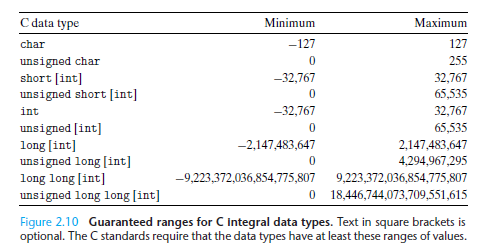 C data type Minimum Maximum
char −127 127
unsigned char 0 255
short [int] −32,767 32,767
unsigned short [int] 0 65,535
int −32,767 32,767
unsigned [int] 0 65,535
long [int] −2,147,483,647 2,147,483,647
unsigned long [int] 0 4,294,967,295
long long [int] −9,223,372,036,854,775,807 9,223,372,036,854,775,807
unsigned long long [int] 0 18,446,744,073,709,551,615
Figure 2.10 Guaranteed ranges for C integral data types. Text in square brackets is
optional. The C standards require that the data types have at least these ranges of values.